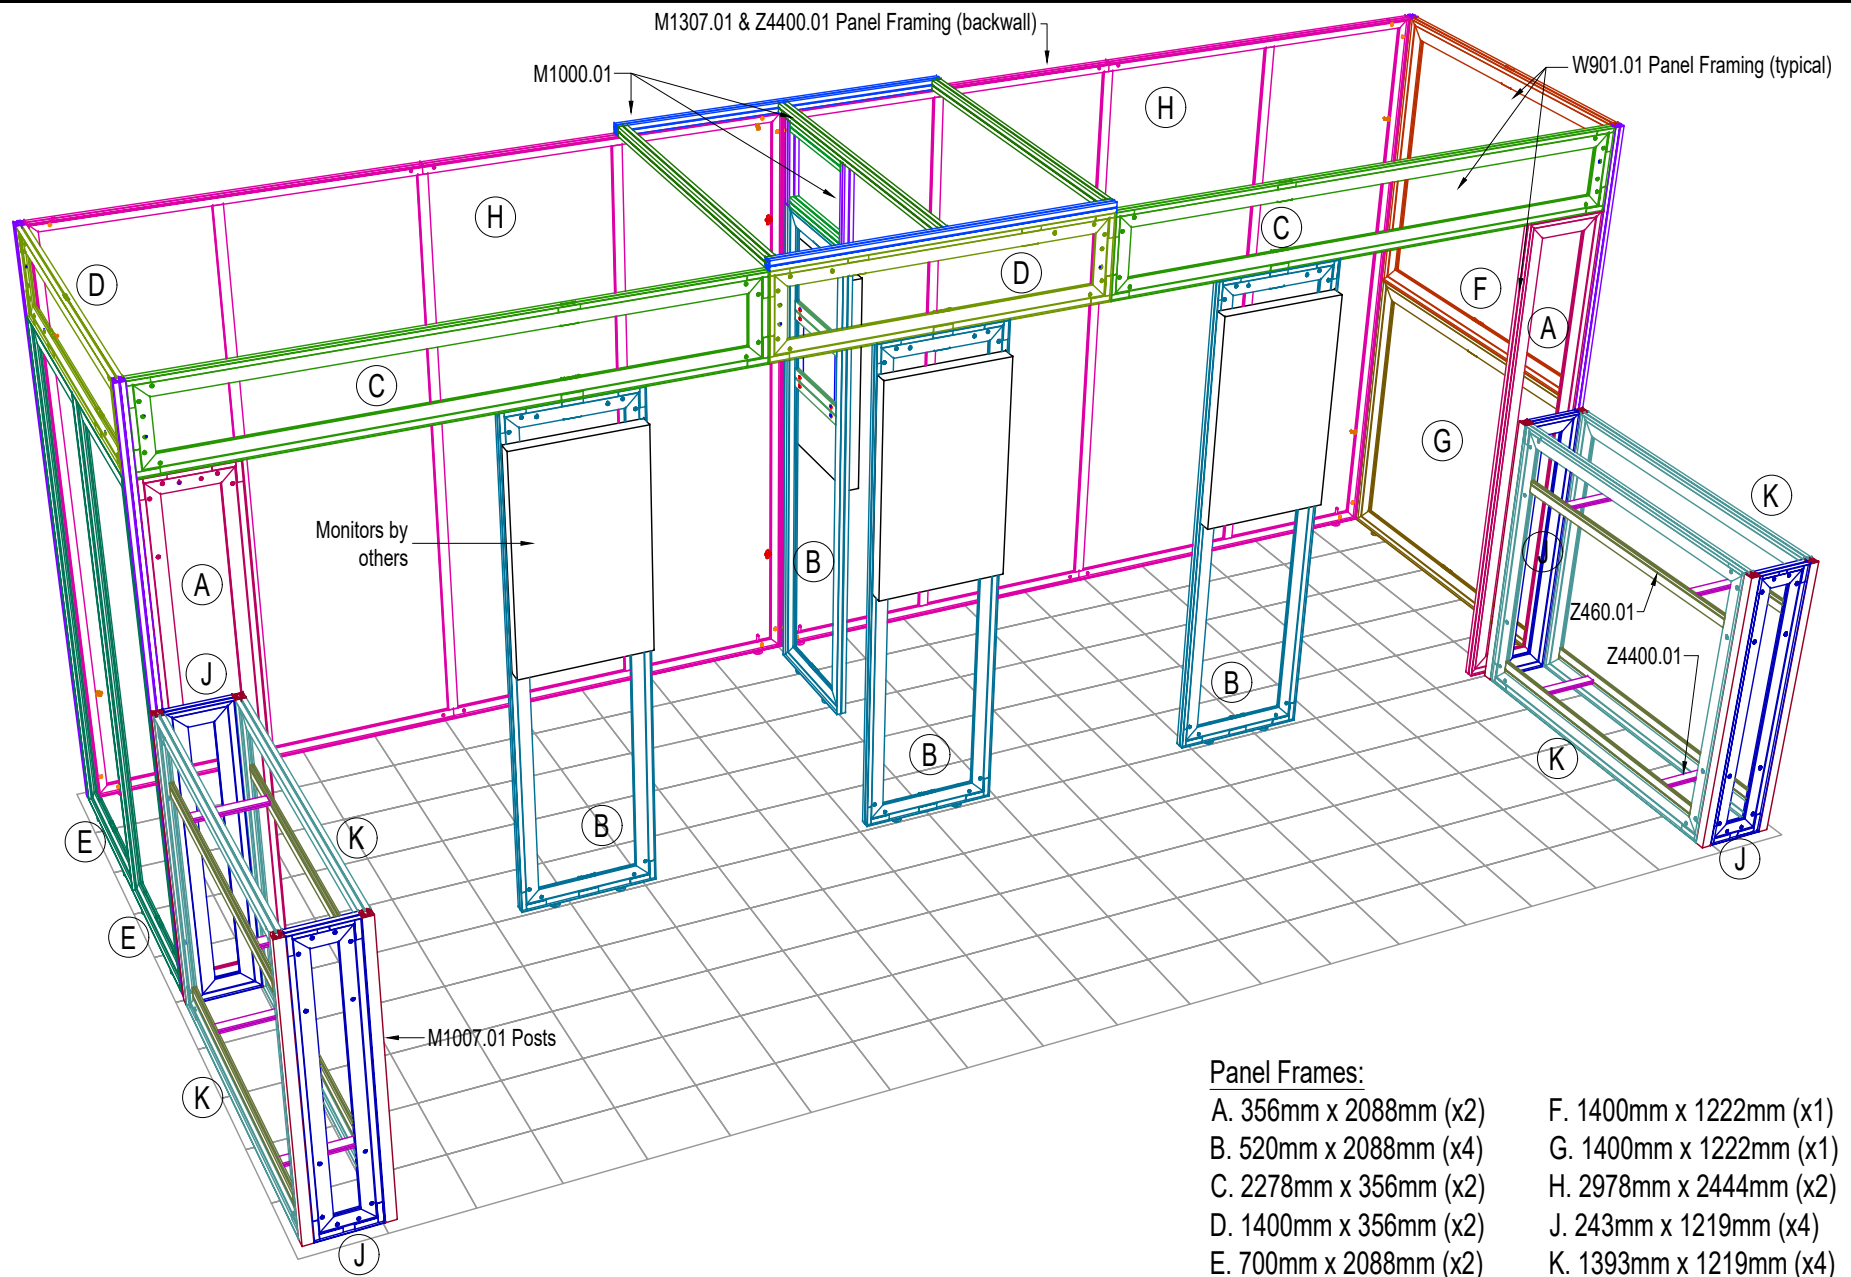 M1307.01 & Z4400.01 Panel Framing (backwall)
M1000.01
W901.01 Panel Framing (typical)
H
H
D
C
D
F
A
C
G
K
Monitors by
others
J
B
A
Z460.01
Z4400.01
J
B
B
K
B
K
E
J
E
M1007.01 Posts
K
J
Panel Frames:
A. 356mm x 2088mm (x2)
B. 520mm x 2088mm (x4)
C. 2278mm x 356mm (x2)
D. 1400mm x 356mm (x2)
E. 700mm x 2088mm (x2)
F. 1400mm x 1222mm (x1)
G. 1400mm x 1222mm (x1)
H. 2978mm x 2444mm (x2)
J. 243mm x 1219mm (x4)
K. 1393mm x 1219mm (x4)